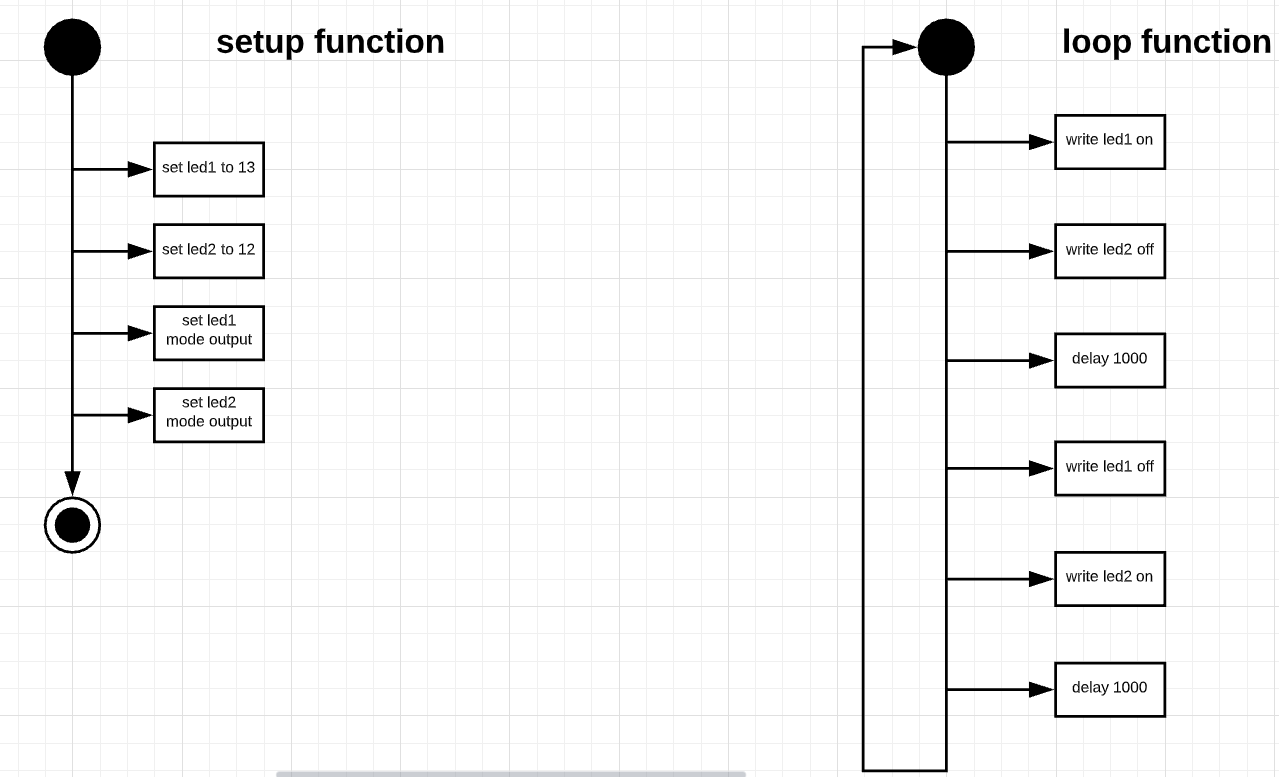 setup function
set led1 to 13
set led2 to 12
set led1
mode output
set led2
mode output
loop function
write led1 on
write led2 off
delay 1000
write led1 off
write led2 on
delay 1000